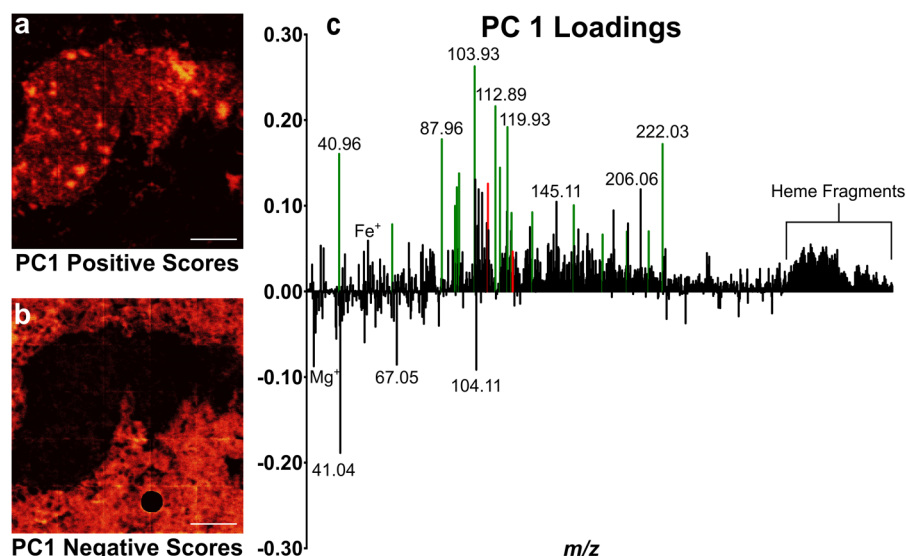 a
PC1 Positive Scores
b
PC1 Negative Scores
c
PC 1 Loadings
0.30
0.20
0.10
0.00
-0.10
-0.20
-0.30
103.93
112.89
119.93
87.96
40.96
222.03
206.06
145.11
Heme Fragments
Fe⁺
Mg⁺
67.05
104.11
41.04
m/z